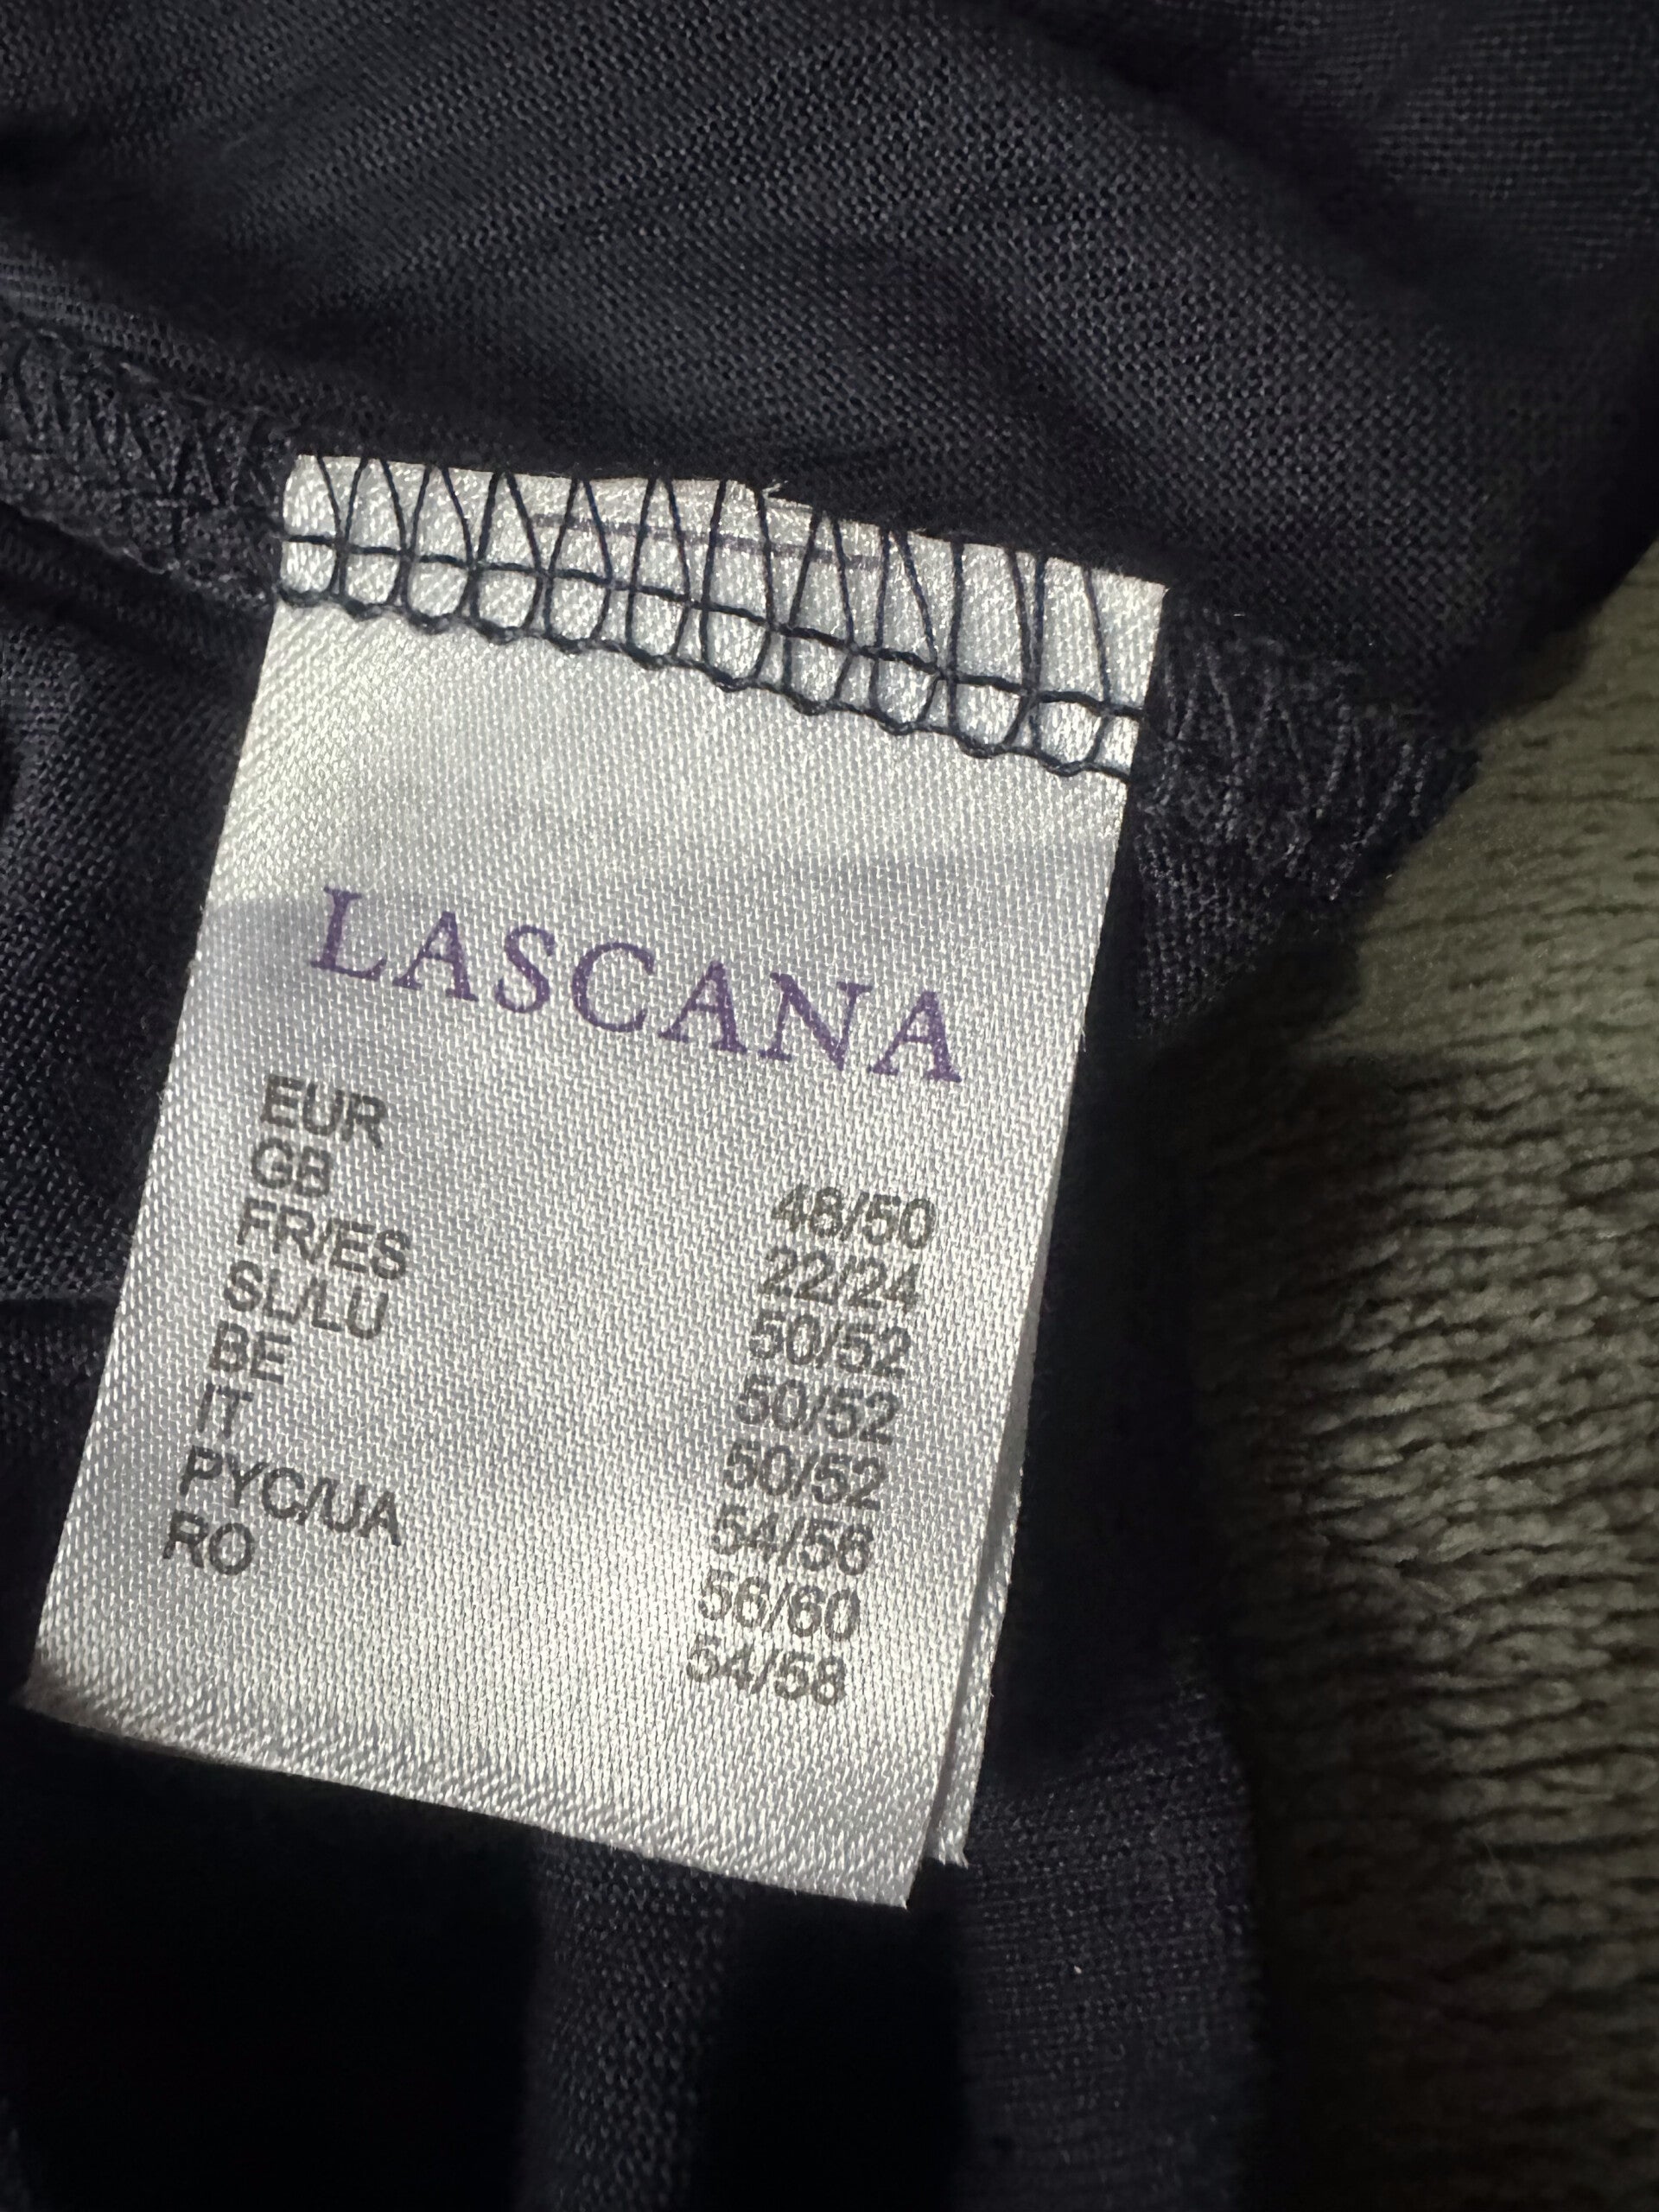 LASCANA
EUR 48/50
GB 22/24
FR/ES 50/52
SL/LU 50/52
BE 50/52
IT 54/56
PYC/UA 56/60
RO 54/58